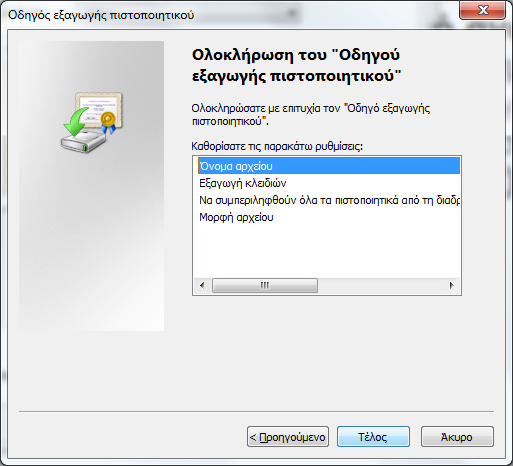 Οδηγός εξαγωγής πιστοποιητικού
Ολοκλήρωση του "Οδηγού
εξαγωγής πιστοποιητικού"
Ολοκληρώσατε με επιτυχία τον "Οδηγό εξαγωγής
πιστοποιητικού".
Καθορίσατε τις παρακάτω ρυθμίσεις:
Όνομα αρχείου
Εξαγωγή κλειδιών
Να συμπεριληφθούν όλα τα πιστοποιητικά από τη διαδρ
Μορφή αρχείου
< Προηγούμενο
Τέλος
Άκυρο